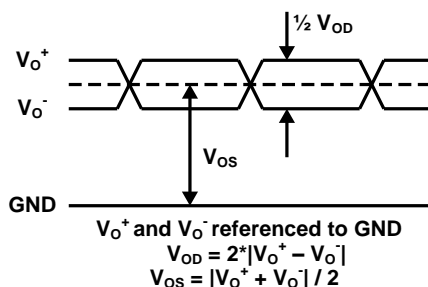 ½ V_OD
V_O⁺
V_O⁻
V_OS
GND
V_O⁺ and V_O⁻ referenced to GND
V_OD = 2*|V_O⁺ – V_O⁻|
V_OS = |V_O⁺ + V_O⁻| / 2